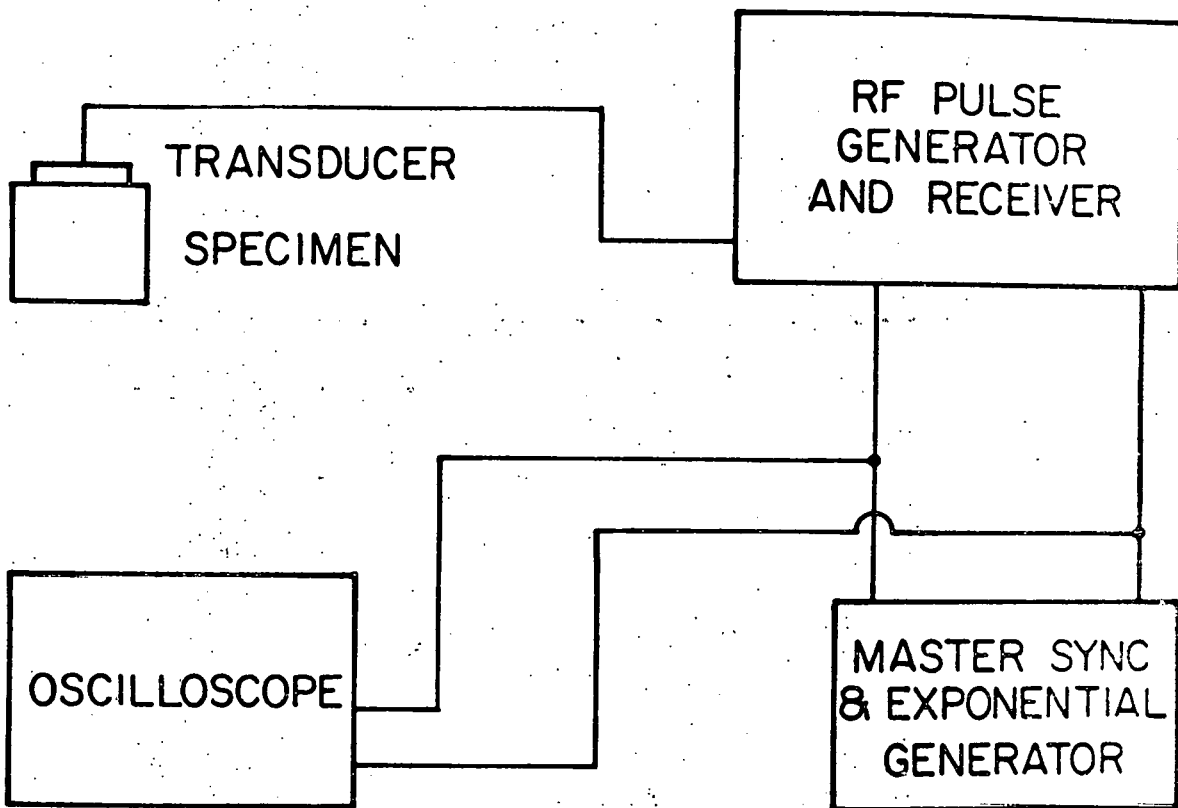 RF PULSE
GENERATOR
AND RECEIVER
TRANSDUCER
SPECIMEN
OSCILLOSCOPE
MASTER SYNC
& EXPONENTIAL
GENERATOR